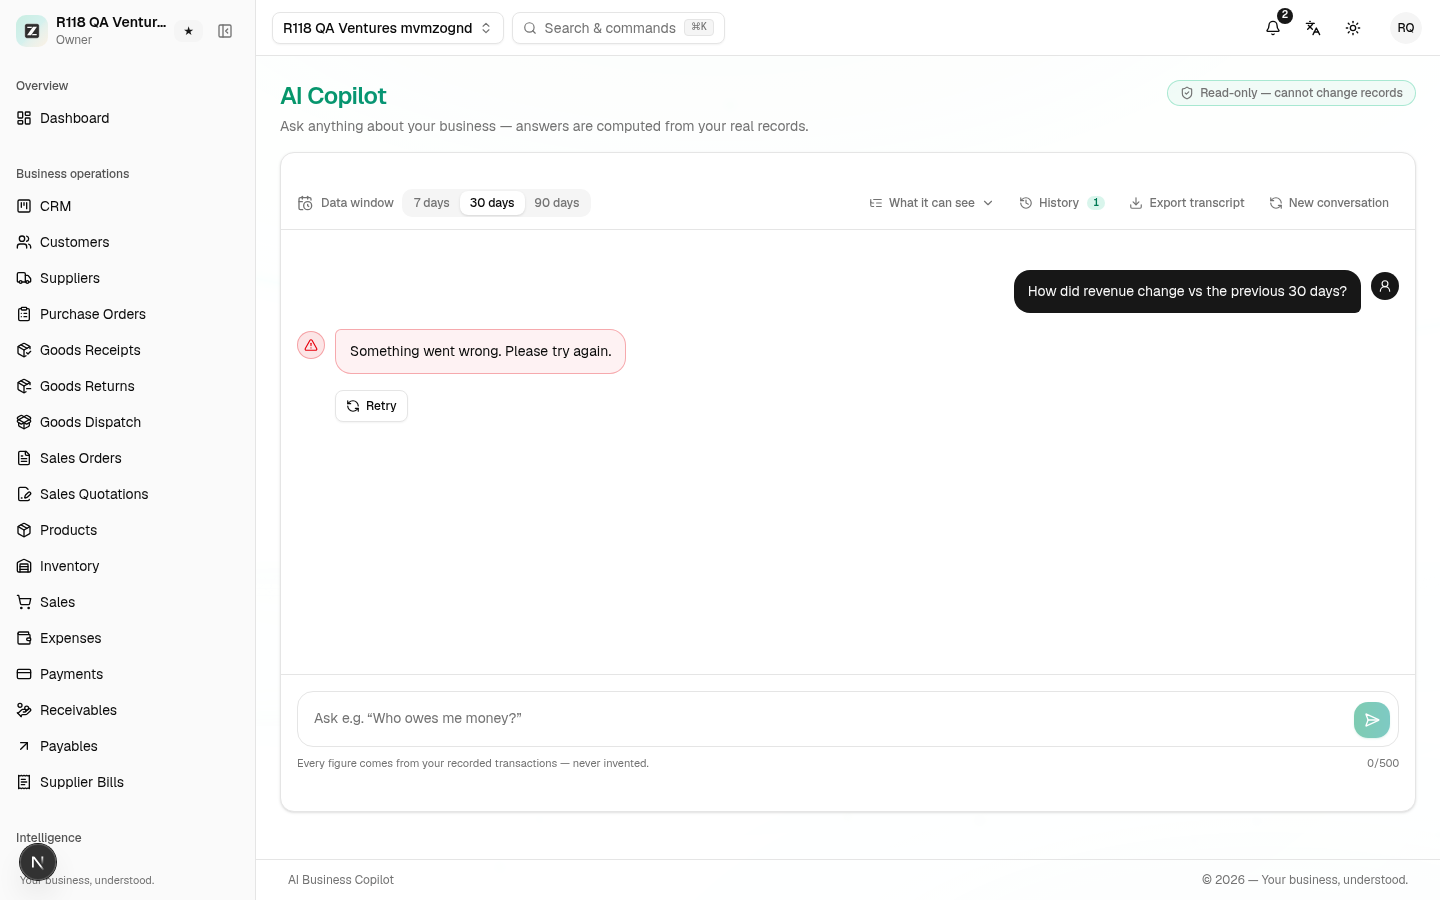 R118 QA Ventur...
Owner
R118 QA Ventures mvmzognd
Search & commands
⌘K
2
RQ
Overview
Dashboard
Business operations
CRM
Customers
Suppliers
Purchase Orders
Goods Receipts
Goods Returns
Goods Dispatch
Sales Orders
Sales Quotations
Products
Inventory
Sales
Expenses
Payments
Receivables
Payables
Supplier Bills
Intelligence
N
Your business, understood.
AI Copilot
Read-only — cannot change records
Ask anything about your business — answers are computed from your real records.
Data window
7 days
30 days
90 days
What it can see
History 1
Export transcript
New conversation
How did revenue change vs the previous 30 days?
Something went wrong. Please try again.
Retry
Ask e.g. “Who owes me money?”
Every figure comes from your recorded transactions — never invented.
0/500
AI Business Copilot
© 2026 — Your business, understood.